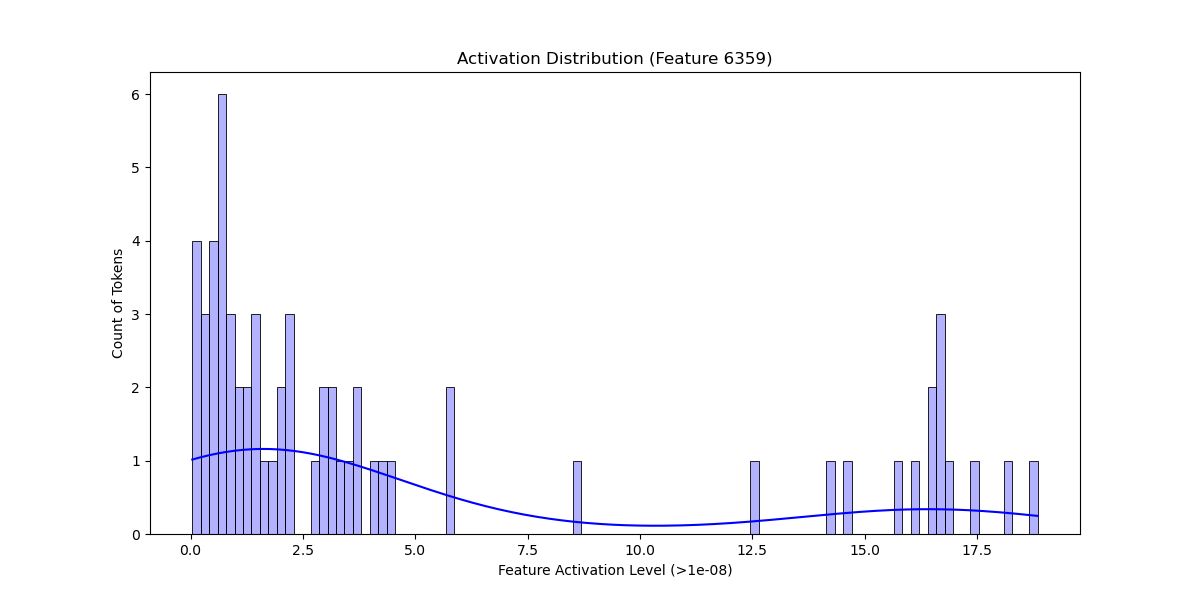 Activation Distribution (Feature 6359)
6
5
4
3
2
1
0
Count of Tokens
0.0 2.5 5.0 7.5 10.0 12.5 15.0 17.5
Feature Activation Level (>1e-08)